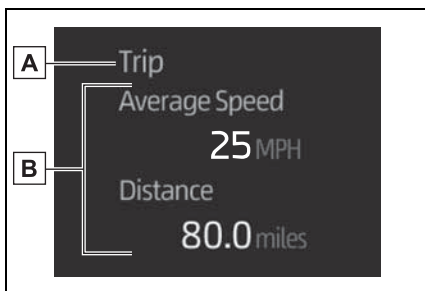 A
Trip
Average Speed
25 MPH
B
Distance
80.0 miles